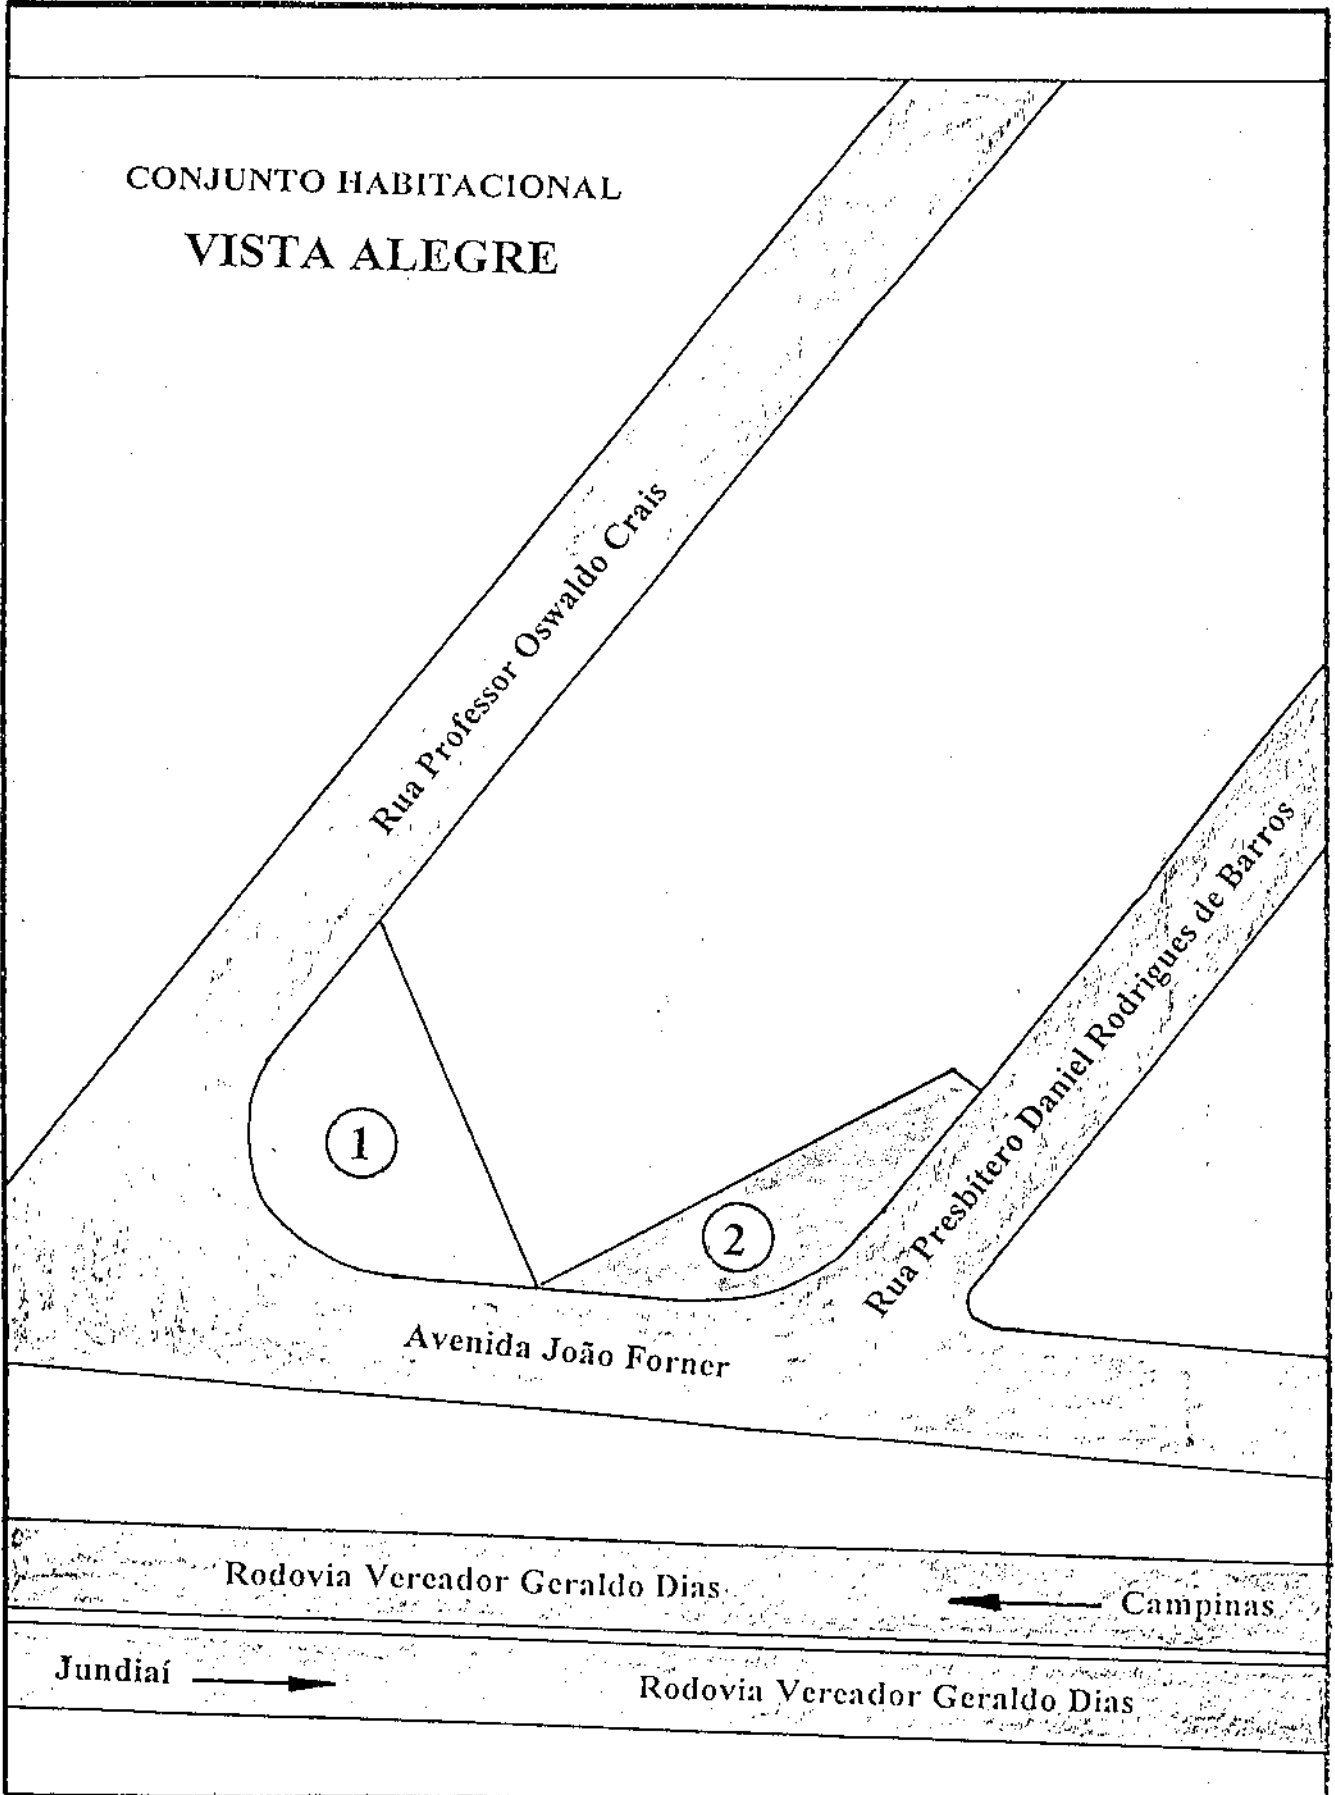 CONJUNTO HABITACIONAL
VISTA ALEGRE
Rua Professor Oswaldo Crais
Rua Presbítero Daniel Rodrigues de Barros
1
2
Avenida João Forner
Rodovia Vereador Geraldo Dias
Campinas
Jundiaí
Rodovia Vereador Geraldo Dias